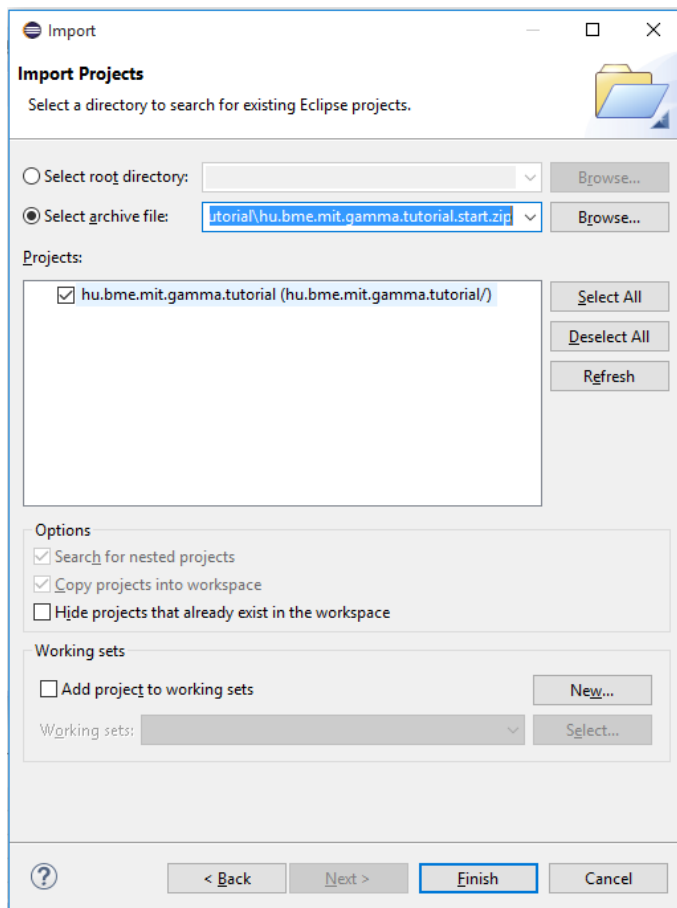 Import
Import Projects
Select a directory to search for existing Eclipse projects.
Select root directory: Browse...
Select archive file: utorial\hu.bme.mit.gamma.tutorial.start.zip Browse...
Projects:
hu.bme.mit.gamma.tutorial (hu.bme.mit.gamma.tutorial/) Select All
Deselect All
Refresh
Options
Search for nested projects
Copy projects into workspace
Hide projects that already exist in the workspace
Working sets
Add project to working sets New...
Working sets: Select...
? < Back Next > Finish Cancel